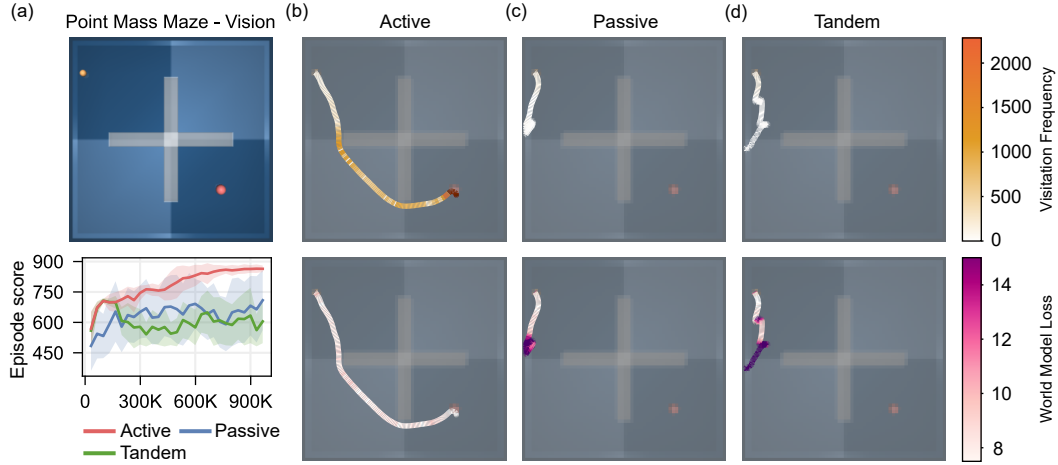 (a)
Point Mass Maze - Vision
(b)
Active
(c)
Passive
(d)
Tandem
2000
1500
1000
500
0
Visitation Frequency
Episode score
900
750
600
450
0
300K
600K
900K
Active
Passive
Tandem
14
12
10
8
World Model Loss